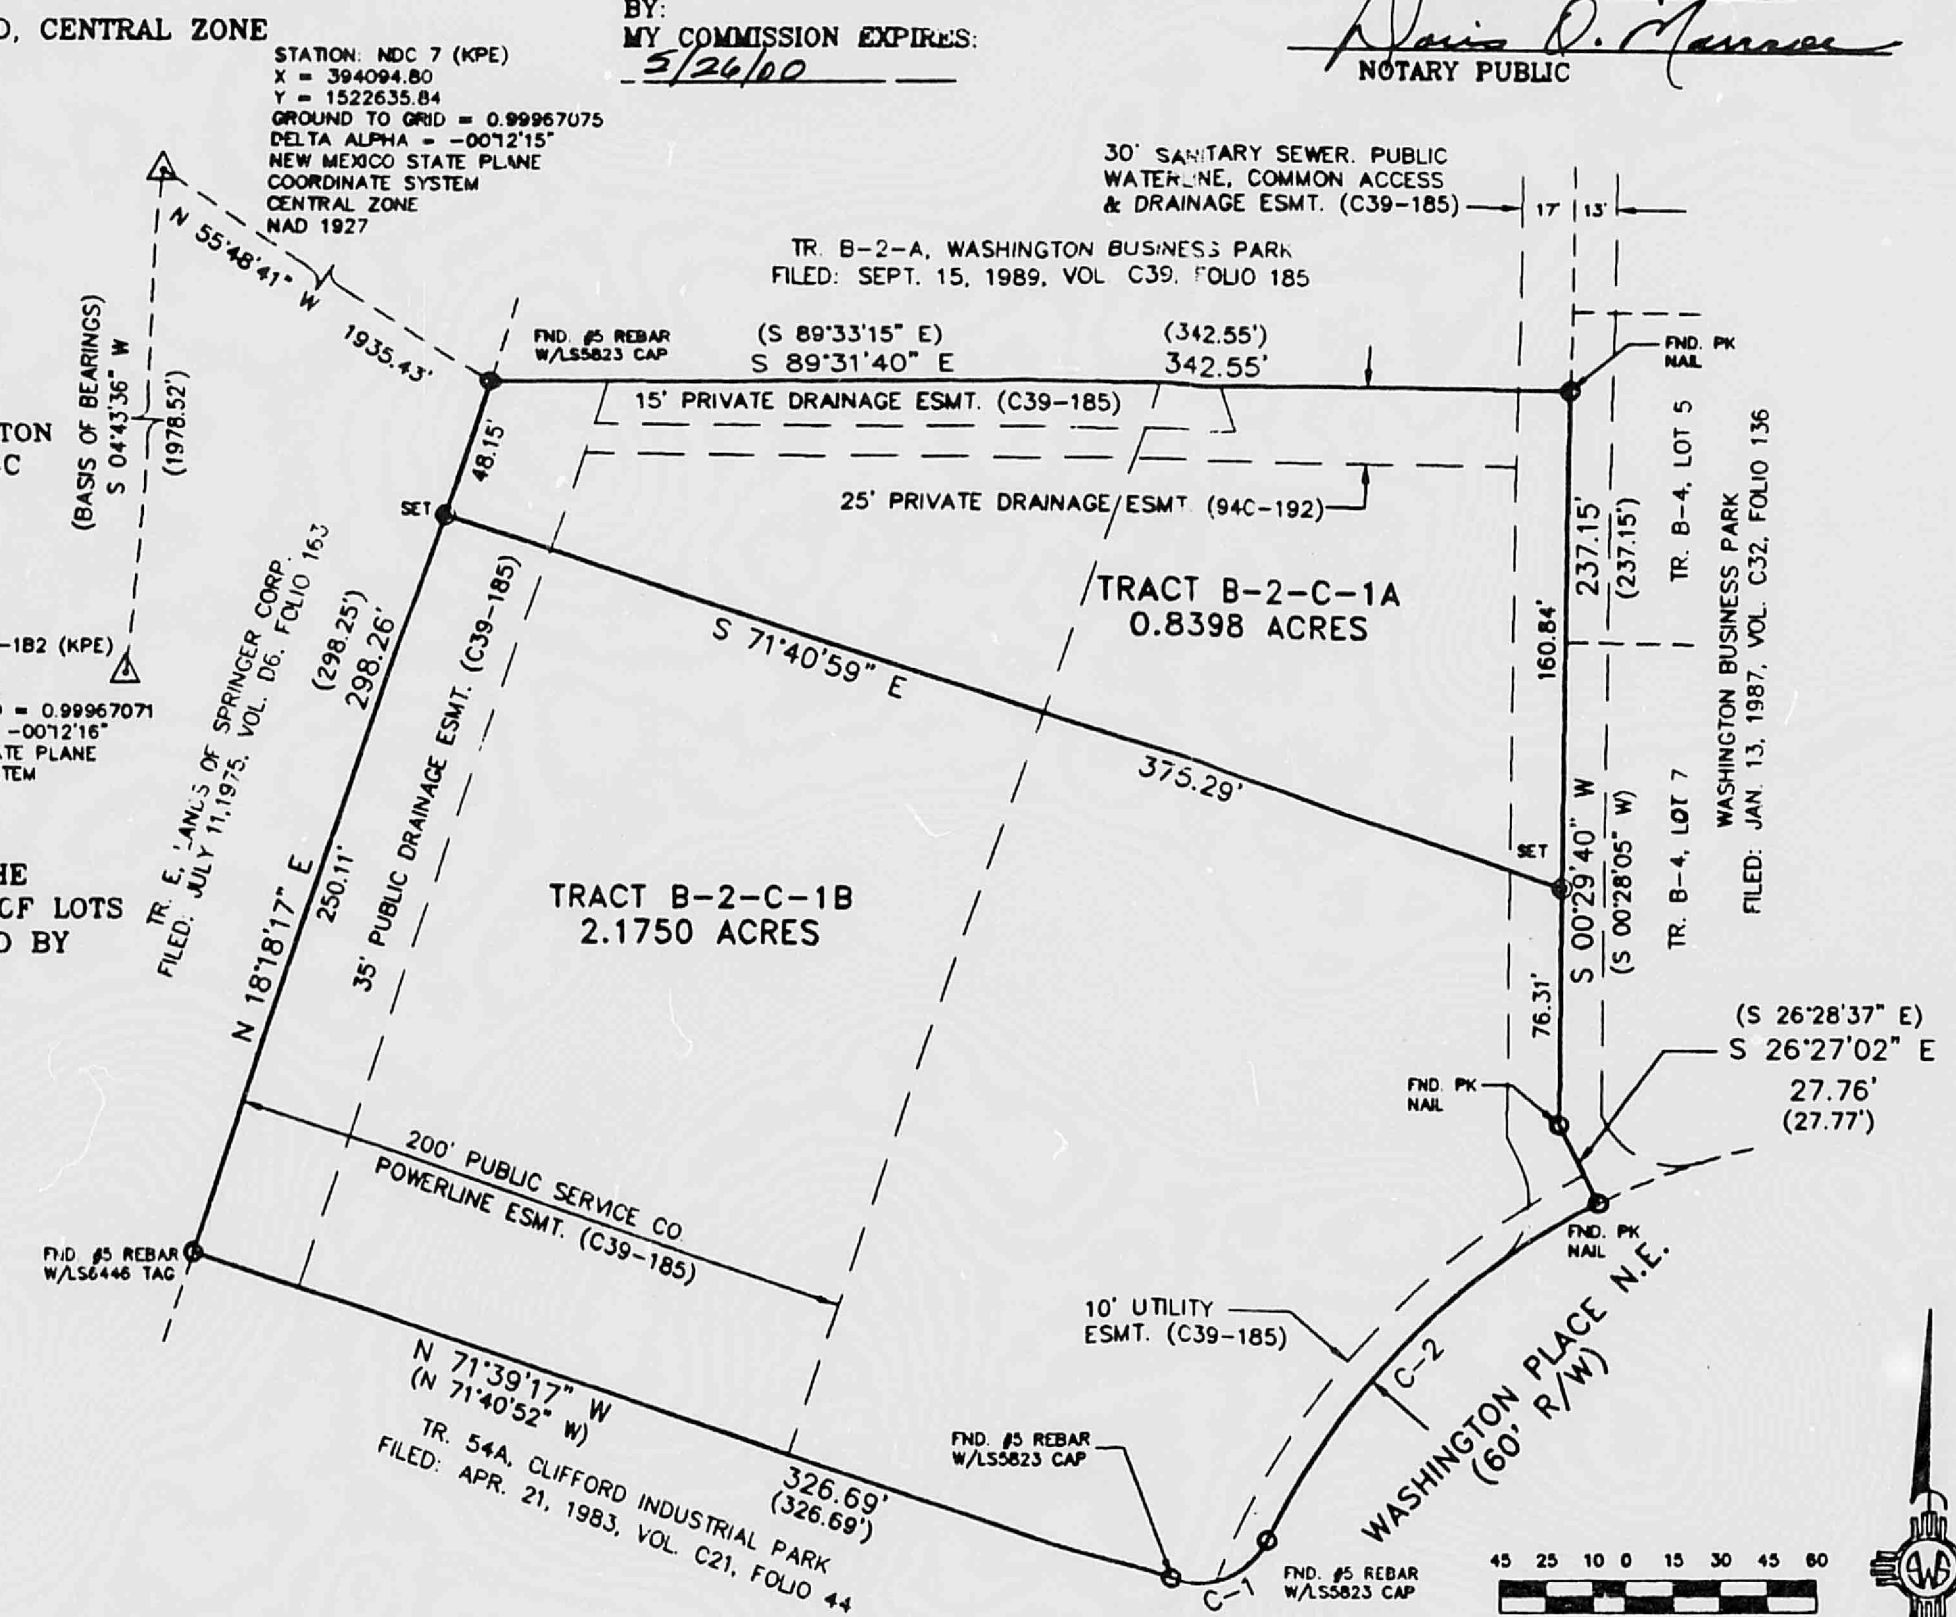 D, CENTRAL ZONE
STATION: NDC 7 (KPE)
X = 394094.80
Y = 1522635.84
GROUND TO GRID = 0.99967075
DELTA ALPHA = -00°12'15"
NEW MEXICO STATE PLANE
COORDINATE SYSTEM
CENTRAL ZONE
NAD 1927
BY:
MY COMMISSION EXPIRES:
5/26/00
NOTARY PUBLIC
30' SANITARY SEWER. PUBLIC
WATERLINE, COMMON ACCESS
& DRAINAGE ESMT. (C39-185)
17' 13'
TR. B-2-A, WASHINGTON BUSINESS PARK
FILED: SEPT. 15, 1989, VOL C39, FOLIO 185
N 55°48'41" W 1935.43'
(BASIS OF BEARINGS)
S 04°43'36" W
(1978.52')
FND. #5 REBAR
W/LS5823 CAP
(S 89°33'15" E) (342.55')
S 89°31'40" E 342.55'
FND. PK
NAIL
15' PRIVATE DRAINAGE ESMT. (C39-185)
25' PRIVATE DRAINAGE ESMT. (94C-192)
48.15'
SET
TON
C
-1B2 (KPE)
= 0.99967071
-00°12'16"
TE PLANE
TEM
HE
OF LOTS
D BY
TR. E, LANDS OF SPRINGER CORP.
FILED: JULY 11,1975, VOL. D6, FOLIO 163
(298.25')
298.26'
N 18°18'17" E
250.11'
35' PUBLIC DRAINAGE ESMT. (C39-185)
S 71°40'59" E
375.29'
TRACT B-2-C-1A
0.8398 ACRES
TRACT B-2-C-1B
2.1750 ACRES
160.84'
237.15'
(237.15')
TR. B-4, LOT 5
WASHINGTON BUSINESS PARK
FILED: JAN. 13, 1987, VOL. C32, FOLIO 136
SET
S 00°29'40" W
(S 00°28'05" W)
TR. B-4, LOT 7
76.31'
(S 26°28'37" E)
S 26°27'02" E
27.76'
(27.77')
FND. PK
NAIL
FND. PK
NAIL
200' PUBLIC SERVICE CO.
POWERLINE ESMT. (C39-185)
FND. #5 REBAR
W/LS6446 TAG
N 71°39'17" W
(N 71°40'52" W)
326.69'
(326.69')
TR. 54A, CLIFFORD INDUSTRIAL PARK
FILED: APR. 21, 1983, VOL. C21, FOLIO 44
10' UTILITY
ESMT. (C39-185)
C-2
WASHINGTON PLACE N.E.
(60' R/W)
FND. #5 REBAR
W/LS5823 CAP
C-1
FND. #5 REBAR
W/LS5823 CAP
45 25 10 0 15 30 45 60